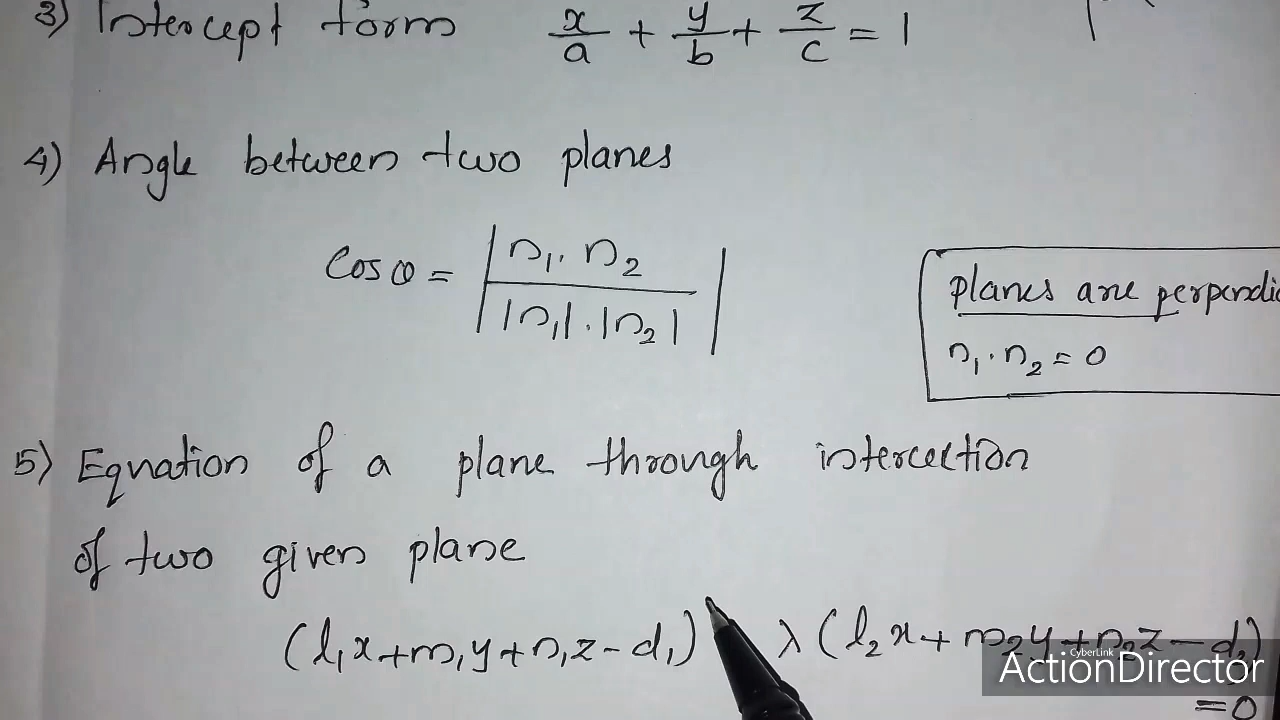 3) Intercept form x/a + y/b + z/c = 1
4) Angle between two planes
Cos θ = | n₁. n₂ / |n₁|.|n₂| |
planes are perpendic
n₁. n₂ = 0
5) Equation of a plane through intercection
of two given plane
(l₁x+m₁y+n₁z-d₁) λ(l₂x+m₂y+n₂z-d₂)
=0
CyberLink
ActionDirector